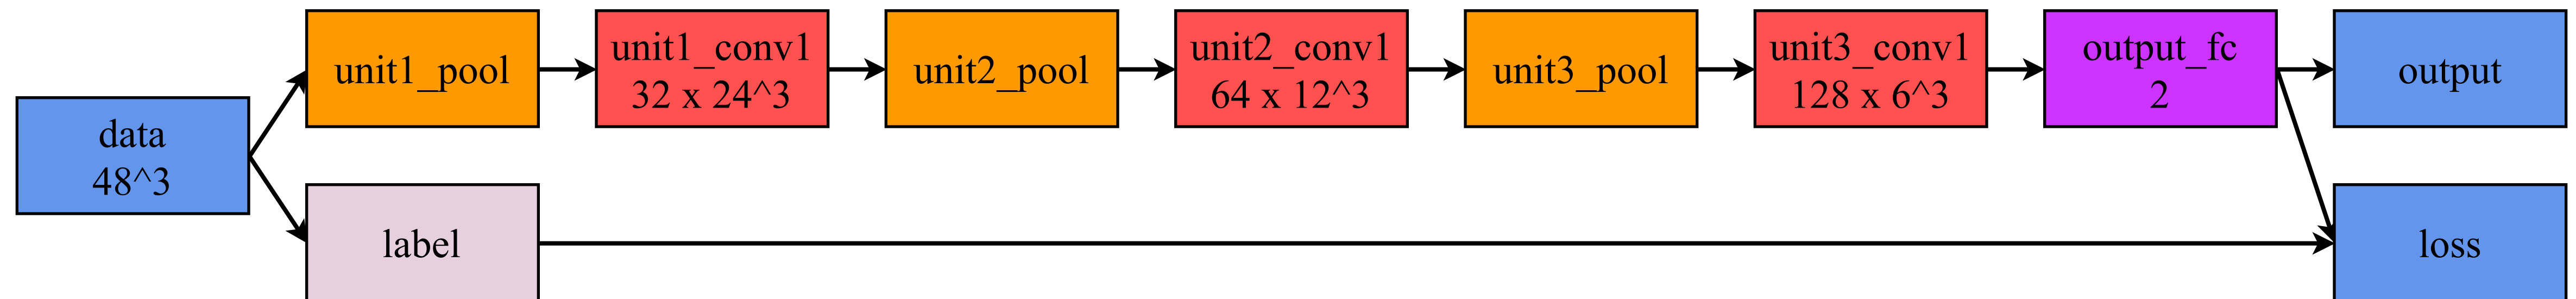 data
48^3
unit1_pool
unit1_conv1
32 x 24^3
unit2_pool
unit2_conv1
64 x 12^3
unit3_pool
unit3_conv1
128 x 6^3
output_fc
2
output
label
loss